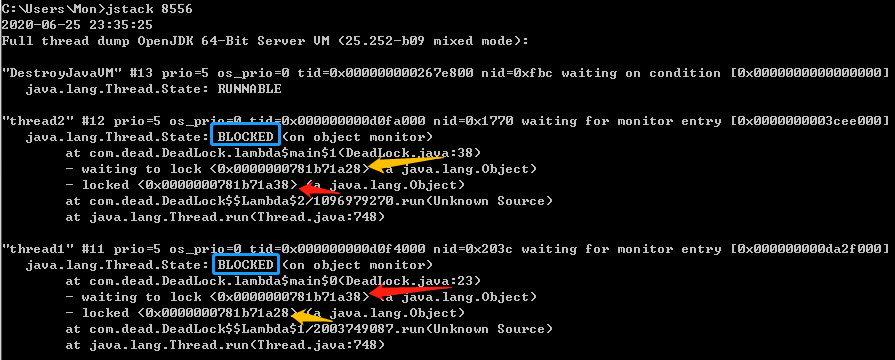 C:\Users\Mon>jstack 8556
2020-06-25 23:35:25
Full thread dump OpenJDK 64-Bit Server VM (25.252-b09 mixed mode):
"DestroyJavaVM" #13 prio=5 os_prio=0 tid=0x000000000267e800 nid=0xfbc waiting on condition [0x0000000000000000]
java.lang.Thread.State: RUNNABLE
"thread2" #12 prio=5 os_prio=0 tid=0x000000000d0fa000 nid=0x1770 waiting for monitor entry [0x0000000003cee000]
java.lang.Thread.State: BLOCKED (on object monitor)
at com.dead.DeadLock.lambda$main$1(DeadLock.java:38)
- waiting to lock <0x0000000781b71a28> (a java.lang.Object)
- locked <0x0000000781b71a38> (a java.lang.Object)
at com.dead.DeadLock$$Lambda$2/1096979270.run(Unknown Source)
at java.lang.Thread.run(Thread.java:748)
"thread1" #11 prio=5 os_prio=0 tid=0x000000000d0f4000 nid=0x203c waiting for monitor entry [0x000000000da2f000]
java.lang.Thread.State: BLOCKED (on object monitor)
at com.dead.DeadLock.lambda$main$0(DeadLock.java:23)
- waiting to lock <0x0000000781b71a38> (a java.lang.Object)
- locked <0x0000000781b71a28> (a java.lang.Object)
at com.dead.DeadLock$$Lambda$1/2003749087.run(Unknown Source)
at java.lang.Thread.run(Thread.java:748)